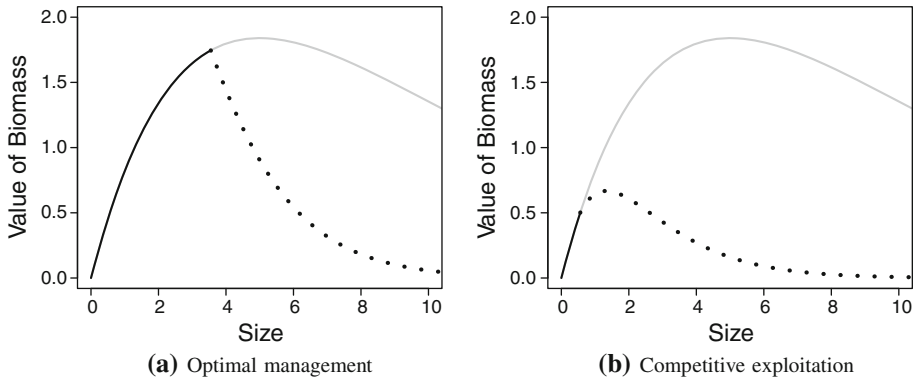 2.0
1.5
1.0
0.5
0.0
Value of Biomass
0 2 4 6 8 10
Size
(a) Optimal management
2.0
1.5
1.0
0.5
0.0
Value of Biomass
0 2 4 6 8 10
Size
(b) Competitive exploitation